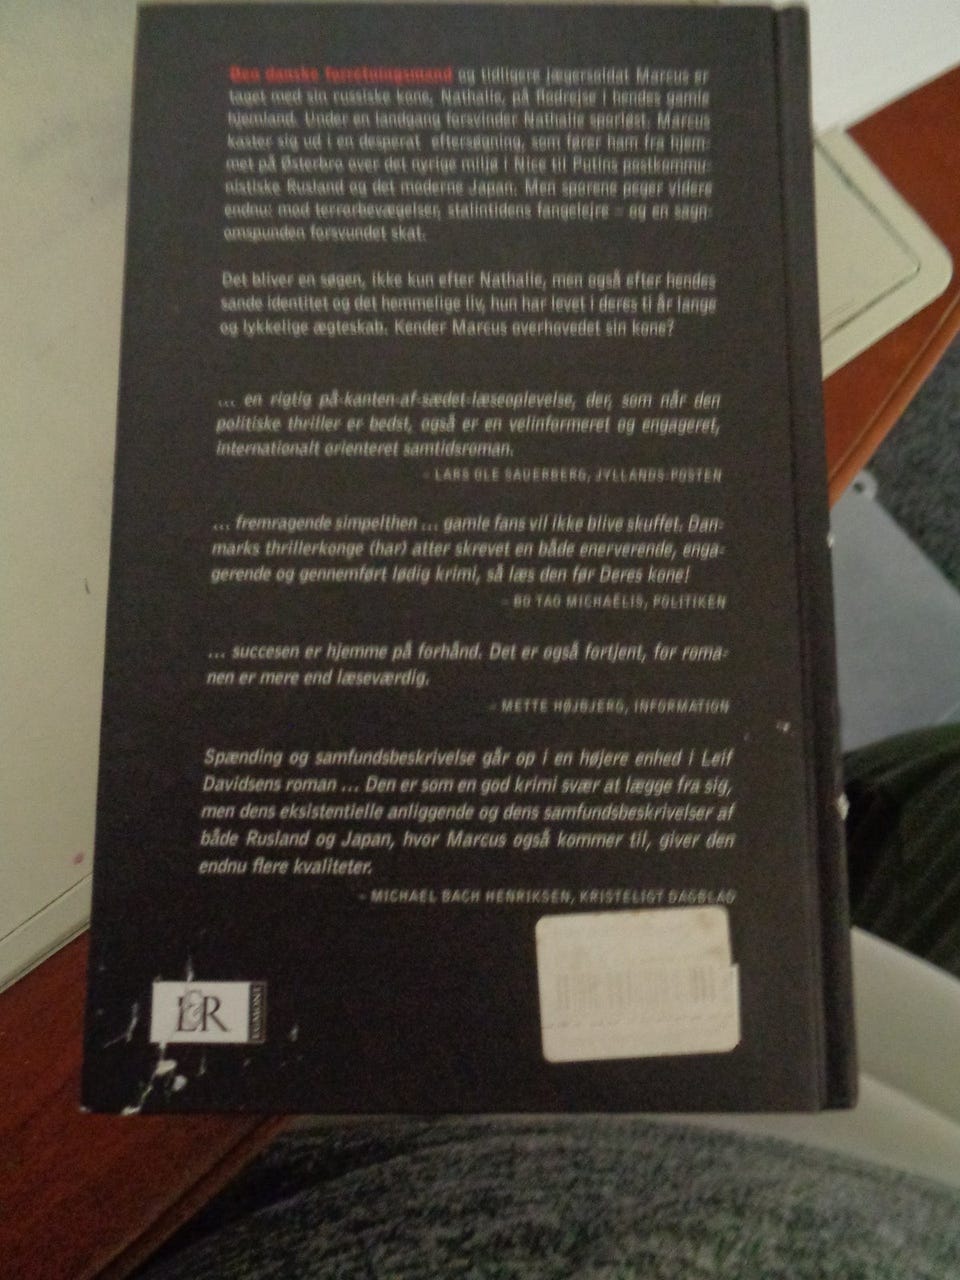 Den danske forretningsmand og tidligere jægersoldat Marcus er
taget med sin russiske kone, Nathalie, på flodrejse i hendes gamle
hjemland. Under en landgang forsvinder Nathalie sporløst. Marcus
kaster sig ud i en desperat eftersøgning, som fører ham fra hjem
met på Østerbro over det nyrige miljø i Nice til Putins postkommu
nistiske Rusland og det moderne Japan. Men sporene peger videre
endnu: mod terrorbevægelser, stalintidens fangelejre – og en sagn-
omspunden forsvundet skat.
Det bliver en søgen, ikke kun efter Nathalie, men også efter hendes
sande identitet og det hemmelige liv, hun har levet i deres ti år lange
og lykkelige ægteskab. Kender Marcus overhovedet sin kone?
... en rigtig på-kanten-af-sædet-læseoplevelse, der, som når den
politiske thriller er bedst, også er en velinformeret og engageret,
internationalt orienteret samtidsroman.
– LARS OLE SAUERBERG, JYLLANDS-POSTEN
... fremragende simpelthen ... gamle fans vil ikke blive skuffet. Dan-
marks thrillerkonge (har) atter skrevet en både enerverende, enga-
gerende og gennemført lødig krimi, så læs den før Deres kone!
– BO TAO MICHAËLIS, POLITIKEN
... succesen er hjemme på forhånd. Det er også fortjent, for roma-
nen er mere end læseværdig.
– METTE HØJBJERG, INFORMATION
Spænding og samfundsbeskrivelse går op i en højere enhed i Leif
Davidsens roman ... Den er som en god krimi svær at lægge fra sig,
men dens eksistentielle anliggende og dens samfundsbeskrivelser af
både Rusland og Japan, hvor Marcus også kommer til, giver den
endnu flere kvaliteter.
– MICHAEL BACH HENRIKSEN, KRISTELIGT DAGBLAD
L&R
EGMONT